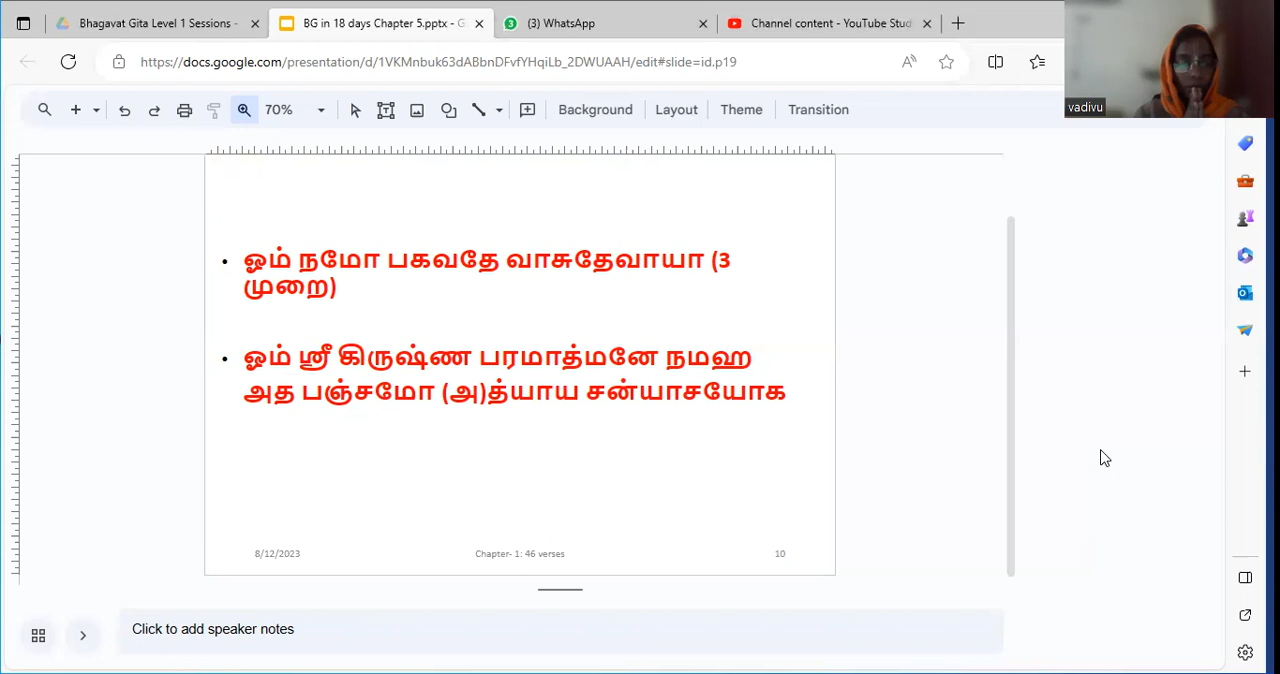 Bhagavat Gita Level 1 Sessions -
BG in 18 days Chapter 5.pptx - G
(3) WhatsApp
Channel content - YouTube Stud
https://docs.google.com/presentation/d/1VKMnbuk63dABbnDFvfYHqiLb_2DWUAAH/edit#slide=id.p19
vadivu
70%
Background
Layout
Theme
Transition
• ஓம் நமோ பகவதே வாசுதேவாயா (3
முறை)
• ஓம் ஸ்ரீ கிருஷ்ண பரமாத்மனே நமஹ
அத பஞ்சமோ (அ)த்யாய சன்யாசயோக
8/12/2023
Chapter- 1: 46 verses
10
Click to add speaker notes